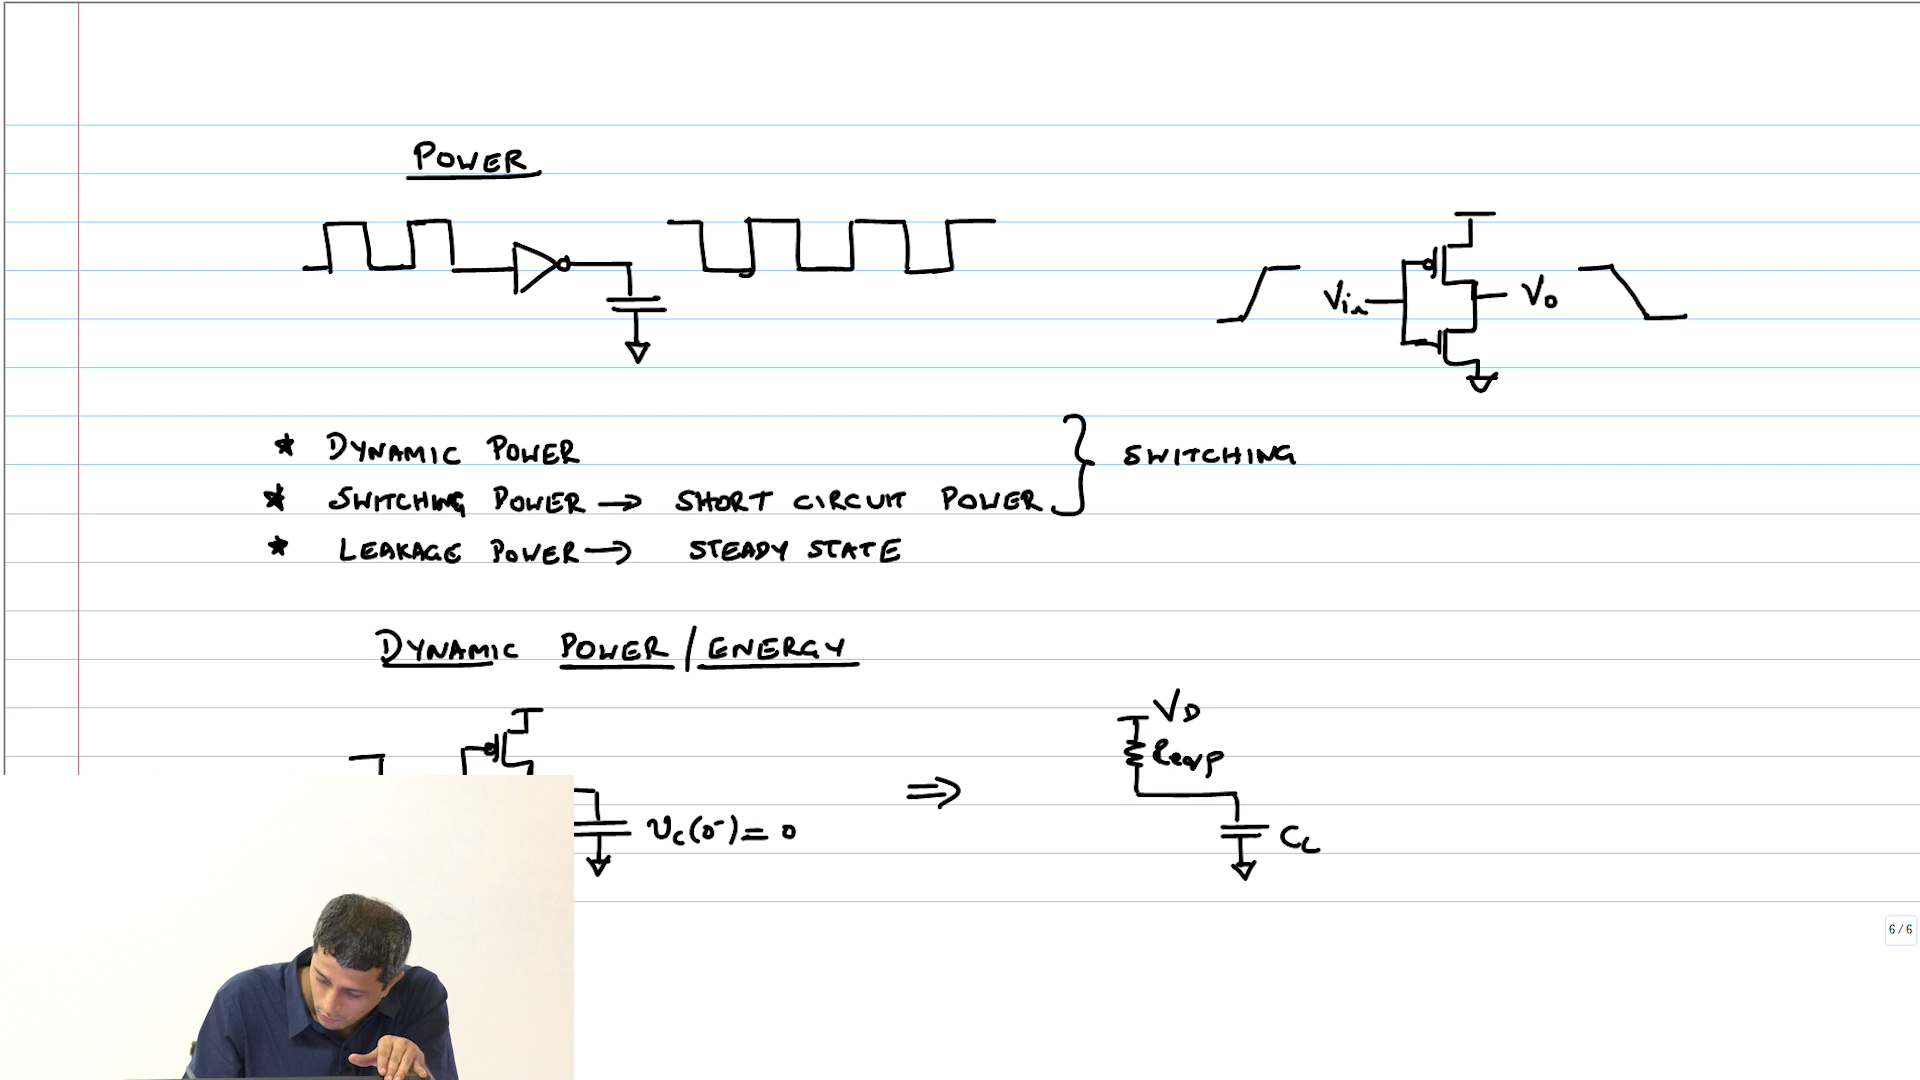 POWER
Vin
Vo
* DYNAMIC POWER
* SWITCHING POWER → SHORT CIRCUIT POWER } SWITCHING
* LEAKAGE POWER → STEADY STATE
DYNAMIC POWER / ENERGY
VD
Reqp
⇒
vc(0-) = 0
CL
6 / 6